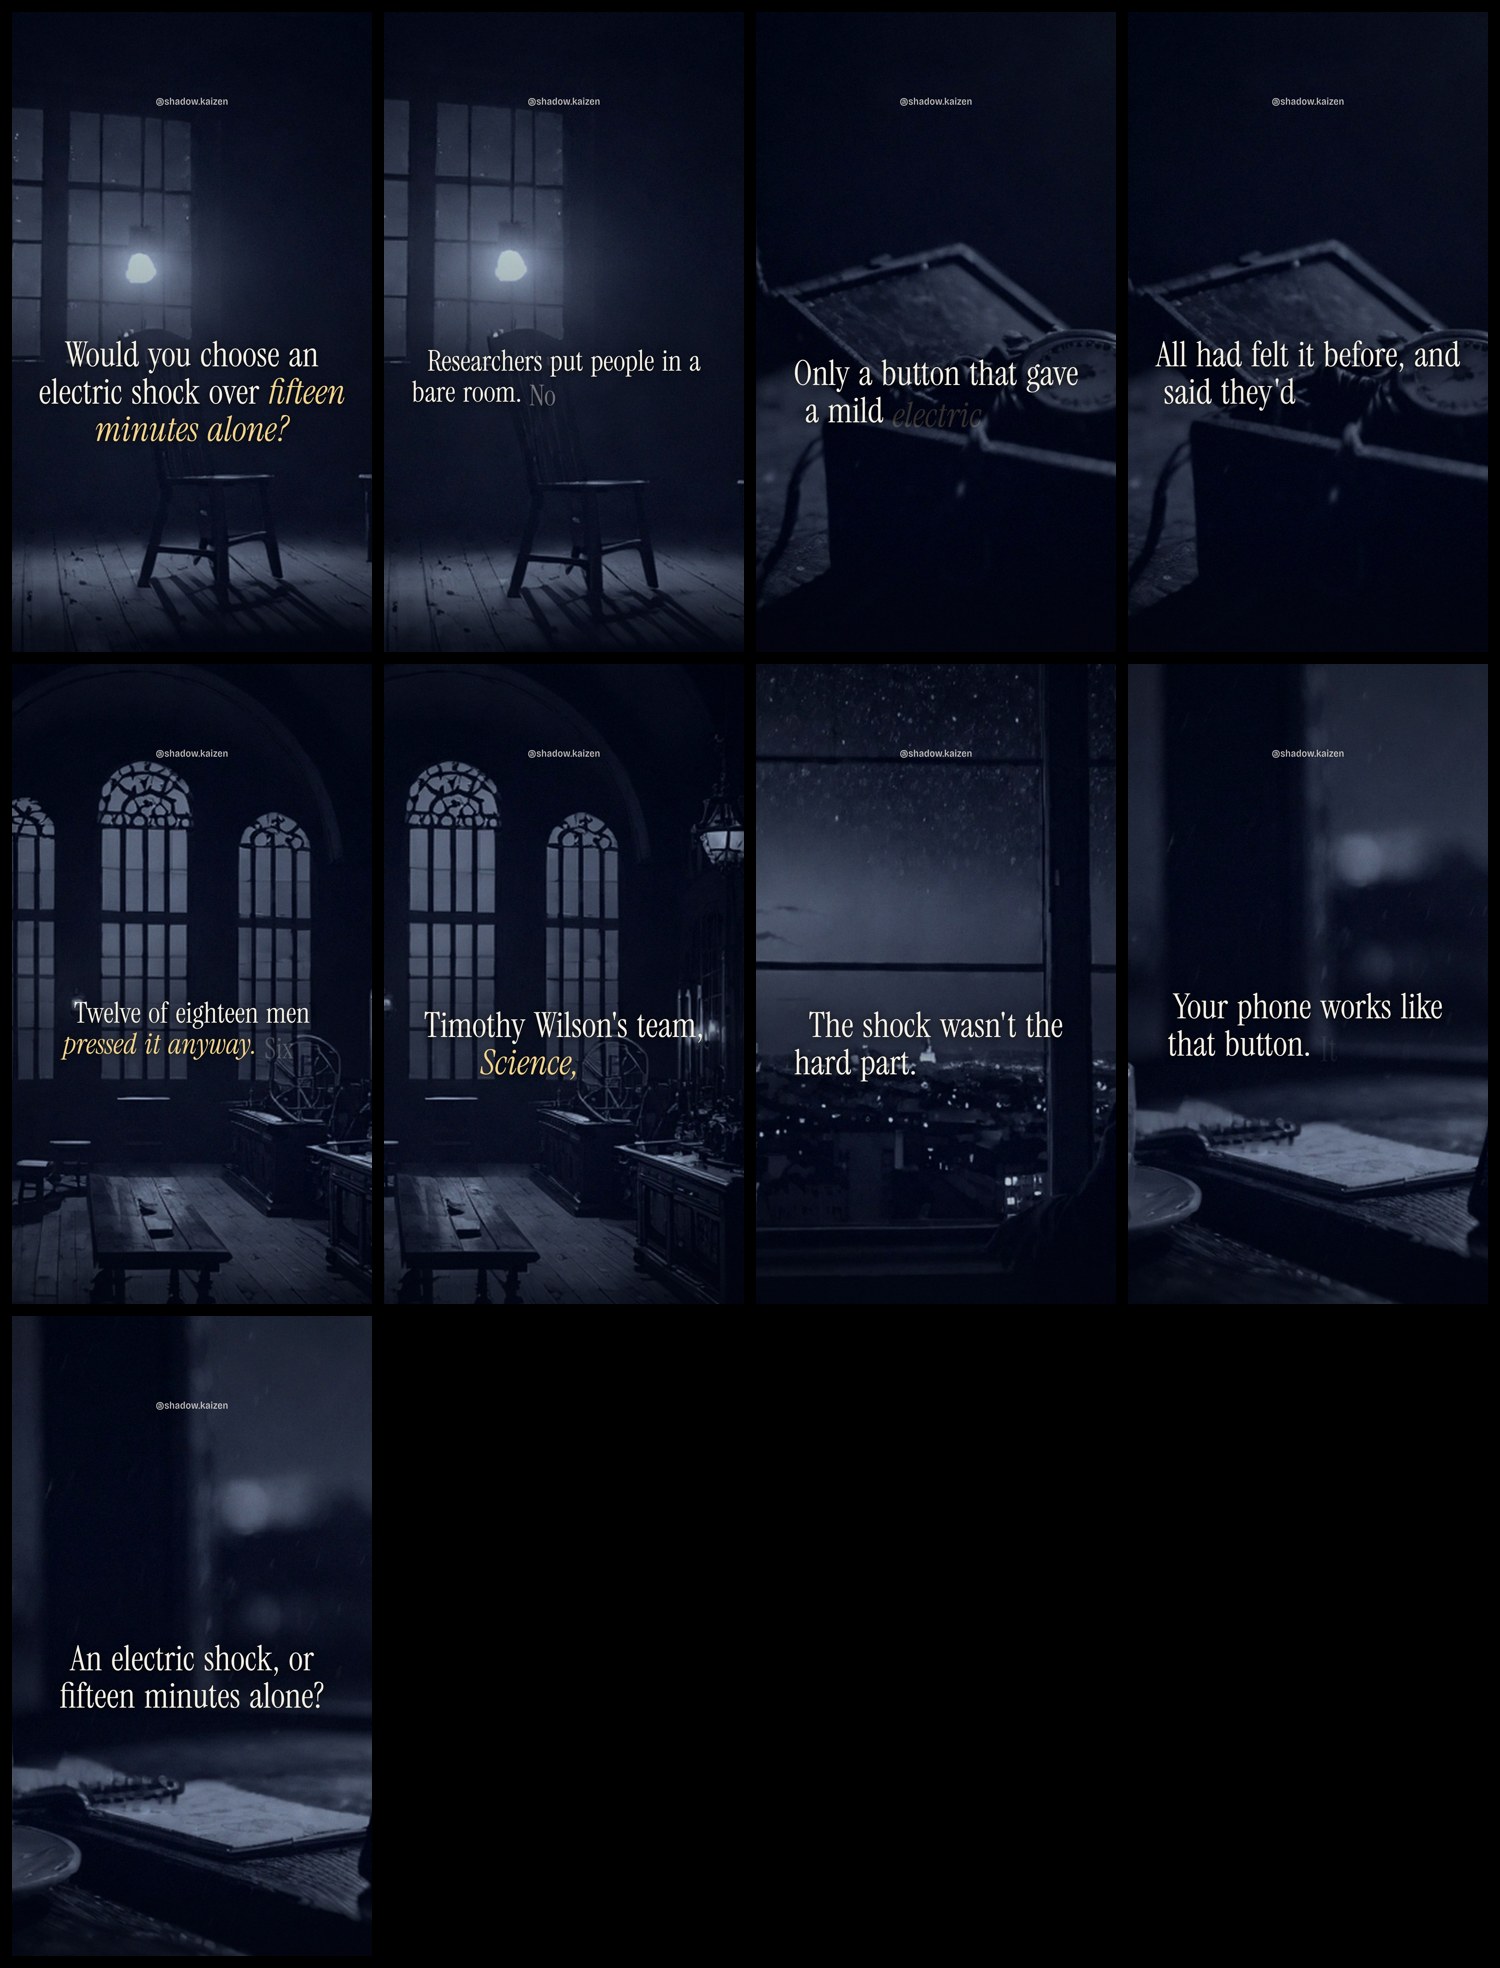 @shadow.kaizen
Would you choose an
electric shock over fifteen
minutes alone?
@shadow.kaizen
Researchers put people in a
bare room. No
@shadow.kaizen
Only a button that gave
a mild electric
@shadow.kaizen
All had felt it before, and
said they'd
@shadow.kaizen
Twelve of eighteen men
pressed it anyway. Six
@shadow.kaizen
Timothy Wilson's team,
Science,
@shadow.kaizen
The shock wasn't the
hard part.
@shadow.kaizen
Your phone works like
that button. It
@shadow.kaizen
An electric shock, or
fifteen minutes alone?